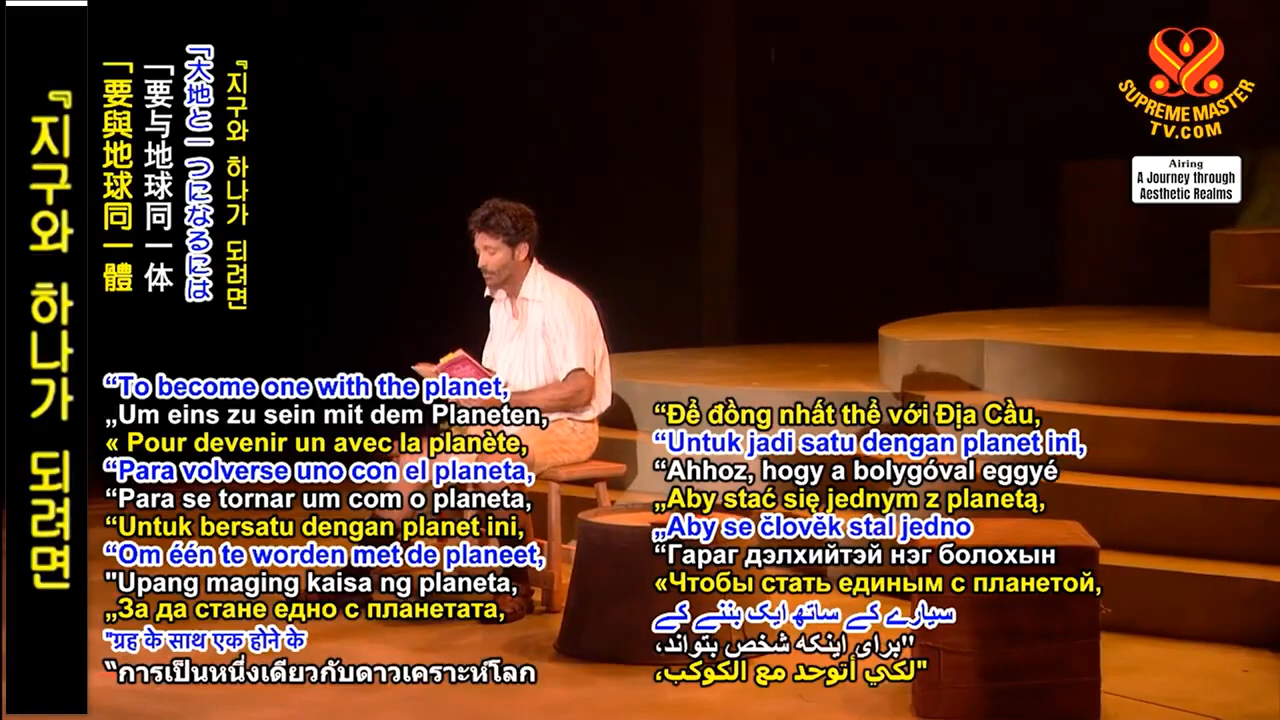 『지구와 하나가 되려면
「要與地球同一體
「要与地球同一体
「大地と一つになるには
『지구와 하나가 되려면
SUPREME MASTER
TV.COM
Airing
A Journey through
Aesthetic Realms
“To become one with the planet,
„Um eins zu sein mit dem Planeten,
« Pour devenir un avec la planète,
“Para volverse uno con el planeta,
“Para se tornar um com o planeta,
“Untuk bersatu dengan planet ini,
“Om één te worden met de planeet,
"Upang maging kaisa ng planeta,
„За да стане едно с планетата,
"ग्रह के साथ एक होने के
“การเป็นหนึ่งเดียวกับดาวเคราะห์โลก
“Để đồng nhất thể với Địa Cầu,
“Untuk jadi satu dengan planet ini,
“Ahhoz, hogy a bolygóval eggyé
„Aby stać się jednym z planetą,
„Aby se člověk stal jedno
“Гараг дэлхийтэй нэг болохын
«Чтобы стать единым с планетой,
سیارے کے ساتھ ایک بننے کے
"برای اینکه شخص بتواند،
"لكي أتوحد مع الكوكب،